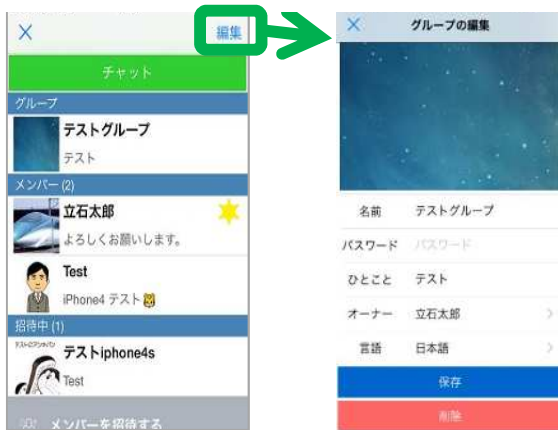 編集
チャット
グループ
テストグループ
テスト
メンバー (2)
立石太郎
よろしくお願いします。
Test
iPhone4 テスト🐯
招待中 (1)
テストiphone4s
Test
メンバーを招待する
グループの編集
名前 テストグループ
パスワード パスワード
ひとこと テスト
オーナー 立石太郎
言語 日本語
保存
削除